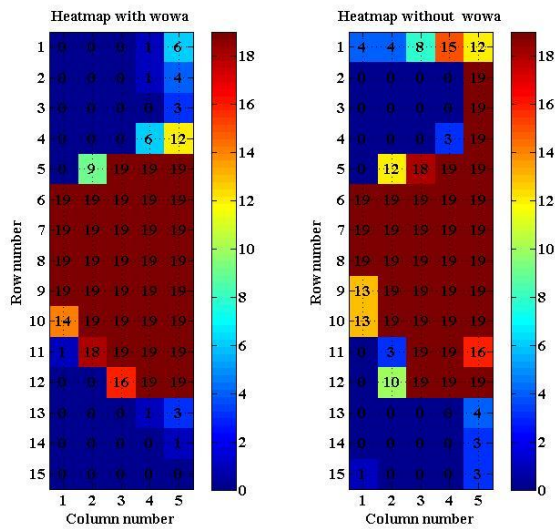 Heatmap with wowa
Row number
1 0 0 0 1 6
2 0 0 0 1 4
3 0 0 0 0 3
4 0 0 0 6 12
5 0 9 19 19 19
6 19 19 19 19 19
7 19 19 19 19 19
8 19 19 19 19 19
9 19 19 19 19 19
10 14 19 19 19 19
11 1 18 19 19 19
12 0 0 16 19 19
13 0 0 0 1 3
14 0 0 0 0 1
15 0 0 0 0 0
1 2 3 4 5
Column number
18
16
14
12
10
8
6
4
2
0
Heatmap without wowa
Row number
1 4 4 8 15 12
2 0 0 0 0 19
3 0 0 0 0 19
4 0 0 0 3 19
5 0 12 18 19 19
6 19 19 19 19 19
7 19 19 19 19 19
8 19 19 19 19 19
9 13 19 19 19 19
10 13 19 19 19 19
11 0 3 19 19 16
12 0 10 19 19 19
13 0 0 0 0 4
14 0 0 0 0 3
15 1 0 0 0 3
1 2 3 4 5
Column number
18
16
14
12
10
8
6
4
2
0